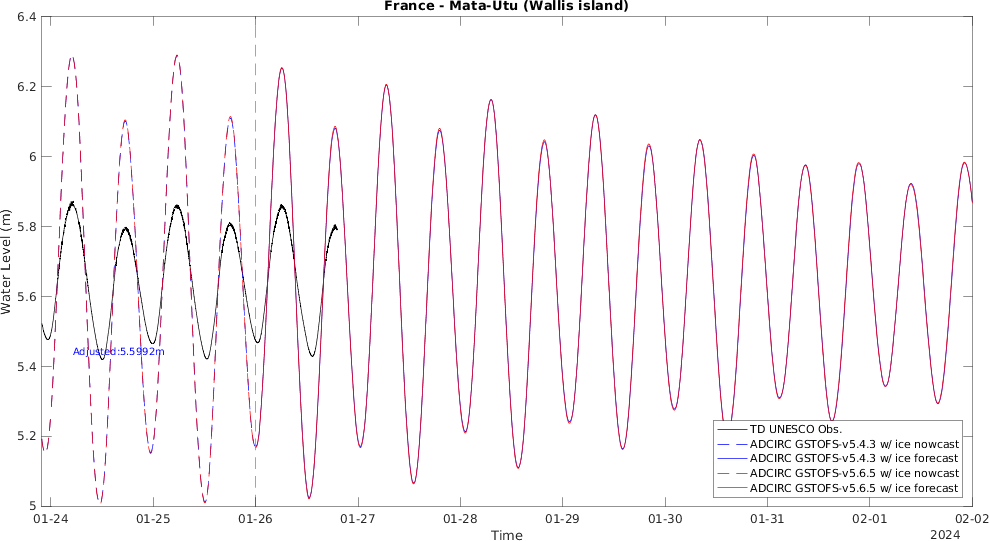 France - Mata-Utu (Wallis island)
6.4
6.2
6
5.8
5.6
5.4
5.2
5
Water Level (m)
Adjusted:5.5992m
TD UNESCO Obs.
ADCIRC GSTOFS-v5.4.3 w/ ice nowcast
ADCIRC GSTOFS-v5.4.3 w/ ice forecast
ADCIRC GSTOFS-v5.6.5 w/ ice nowcast
ADCIRC GSTOFS-v5.6.5 w/ ice forecast
01-24 01-25 01-26 01-27 01-28 01-29 01-30 01-31 02-01 02-02
Time
2024